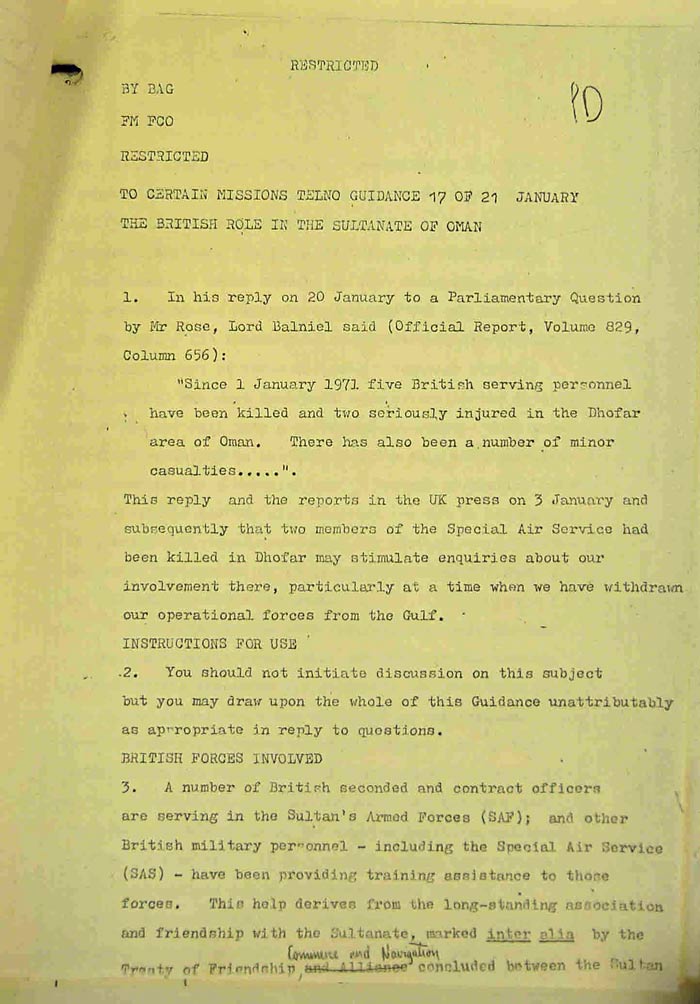 RESTRICTED
BY BAG
FM FCO
RESTRICTED
TO CERTAIN MISSIONS TELNO GUIDANCE 17 OF 21 JANUARY
THE BRITISH ROLE IN THE SULTANATE OF OMAN
1. In his reply on 20 January to a Parliamentary Question
by Mr Rose, Lord Balniel said (Official Report, Volume 829,
Column 656):
"Since 1 January 1971 five British serving personnel
have been killed and two seriously injured in the Dhofar
area of Oman. There has also been a number of minor
casualties.....".
This reply and the reports in the UK press on 3 January and
subsequently that two members of the Special Air Service had
been killed in Dhofar may stimulate enquiries about our
involvement there, particularly at a time when we have withdrawn
our operational forces from the Gulf.
INSTRUCTIONS FOR USE
2. You should not initiate discussion on this subject
but you may draw upon the whole of this Guidance unattributably
as appropriate in reply to questions.
BRITISH FORCES INVOLVED
3. A number of British seconded and contract officers
are serving in the Sultan's Armed Forces (SAF); and other
British military personnel - including the Special Air Service
(SAS) - have been providing training assistance to those
forces. This help derives from the long-standing association
and friendship with the Sultanate, marked inter alia by the
Commerce and Navigation
Treaty of Friendship and Alliance concluded between the Sultan